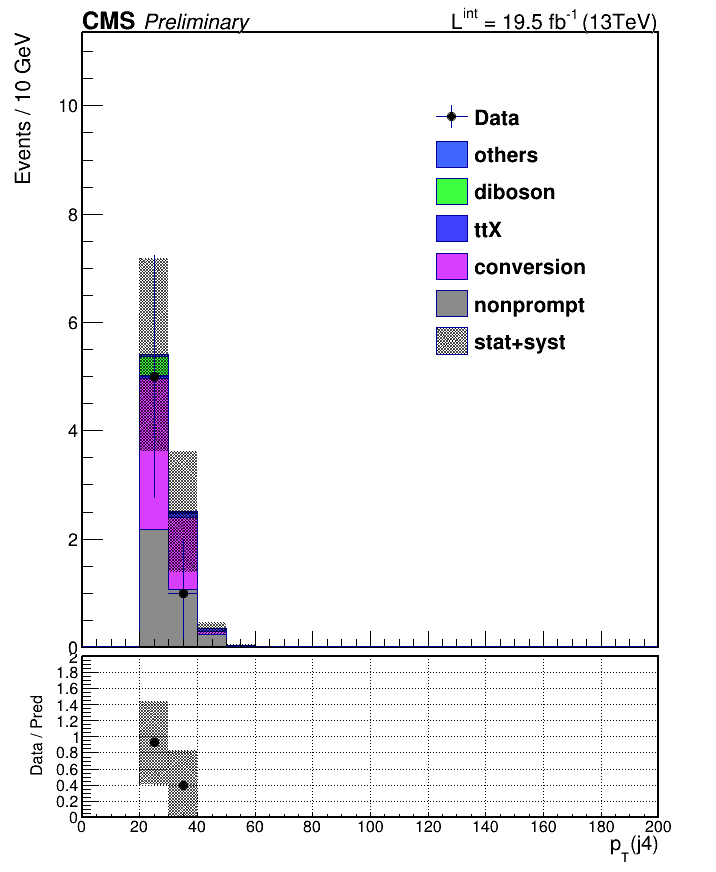 CMS Preliminary L^int = 19.5 fb^-1 (13TeV)
Events / 10 GeV
10
8
6
4
2
0
Data
others
diboson
ttX
conversion
nonprompt
stat+syst
Data / Pred
2
1.8
1.6
1.4
1.2
1
0.8
0.6
0.4
0.2
0
0 20 40 60 80 100 120 140 160 180 200
p_T(j4)